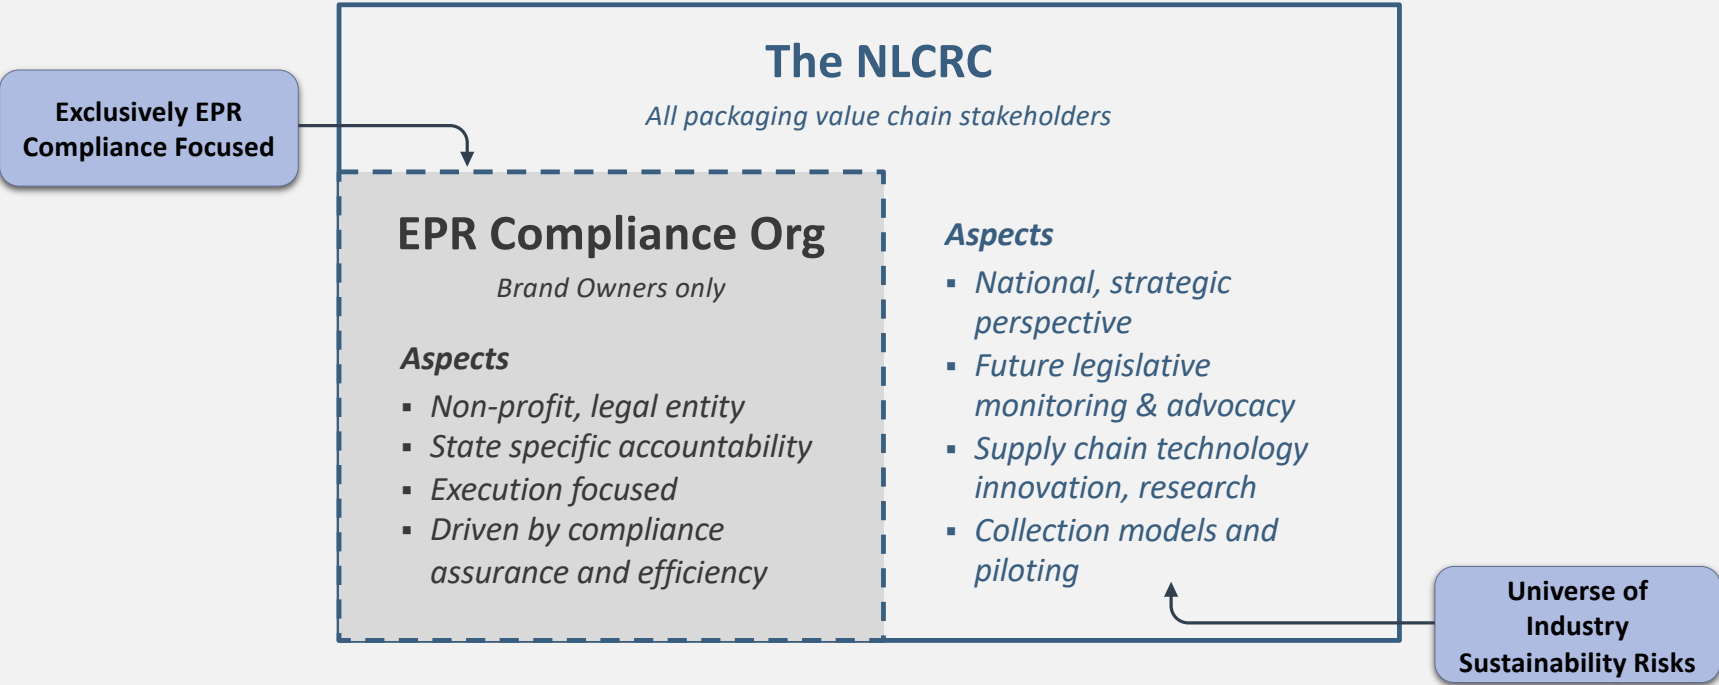 The NLCRC
All packaging value chain stakeholders
Exclusively EPR
Compliance Focused
EPR Compliance Org
Brand Owners only
Aspects
▪ Non-profit, legal entity
▪ State specific accountability
▪ Execution focused
▪ Driven by compliance
assurance and efficiency
Aspects
▪ National, strategic
perspective
▪ Future legislative
monitoring & advocacy
▪ Supply chain technology
innovation, research
▪ Collection models and
piloting
Universe of
Industry
Sustainability Risks